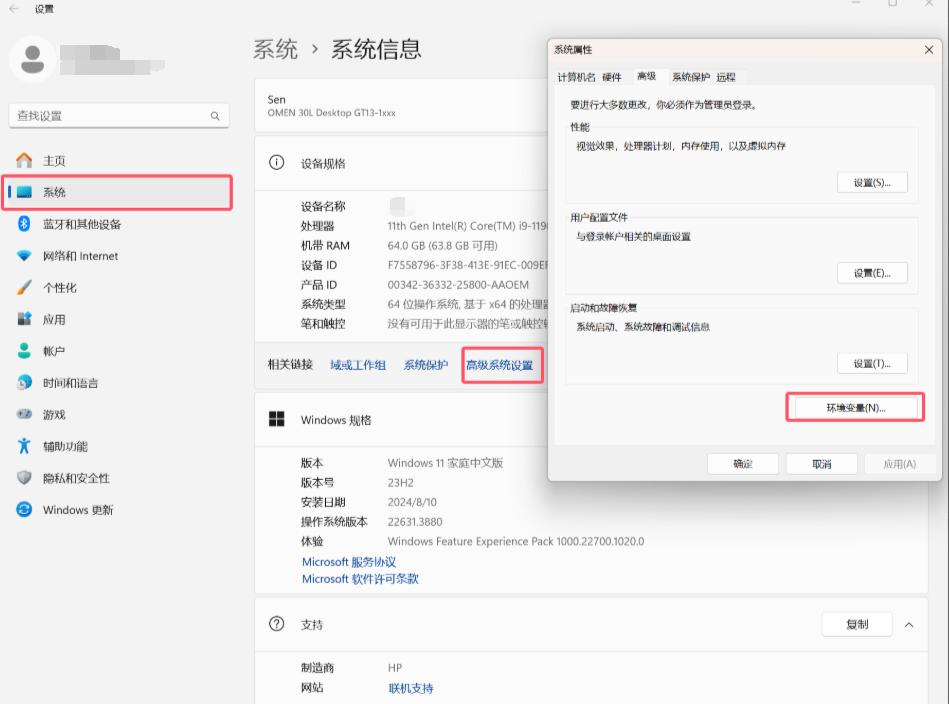 设置
查找设置
主页
系统
蓝牙和其他设备
网络和 Internet
个性化
应用
帐户
时间和语言
游戏
辅助功能
隐私和安全性
Windows 更新
系统 › 系统信息
Sen
OMEN 30L Desktop GT13-1xxx
设备规格
设备名称
处理器 11th Gen Intel(R) Core(TM) i9-119
机带 RAM 64.0 GB (63.8 GB 可用)
设备 ID F7558796-3F38-413E-91EC-009EF
产品 ID 00342-36332-25800-AAOEM
系统类型 64 位操作系统, 基于 x64 的处理器
笔和触控 没有可用于此显示器的笔或触控
相关链接 域或工作组 系统保护 高级系统设置
Windows 规格
版本 Windows 11 家庭中文版
版本号 23H2
安装日期 2024/8/10
操作系统版本 22631.3880
体验 Windows Feature Experience Pack 1000.22700.1020.0
Microsoft 服务协议
Microsoft 软件许可条款
支持 复制
制造商 HP
网站 联机支持
系统属性
计算机名 硬件 高级 系统保护 远程
要进行大多数更改，你必须作为管理员登录。
性能
视觉效果，处理器计划，内存使用，以及虚拟内存
设置(S)...
用户配置文件
与登录帐户相关的桌面设置
设置(E)...
启动和故障恢复
系统启动、系统故障和调试信息
设置(T)...
环境变量(N)...
确定 取消 应用(A)